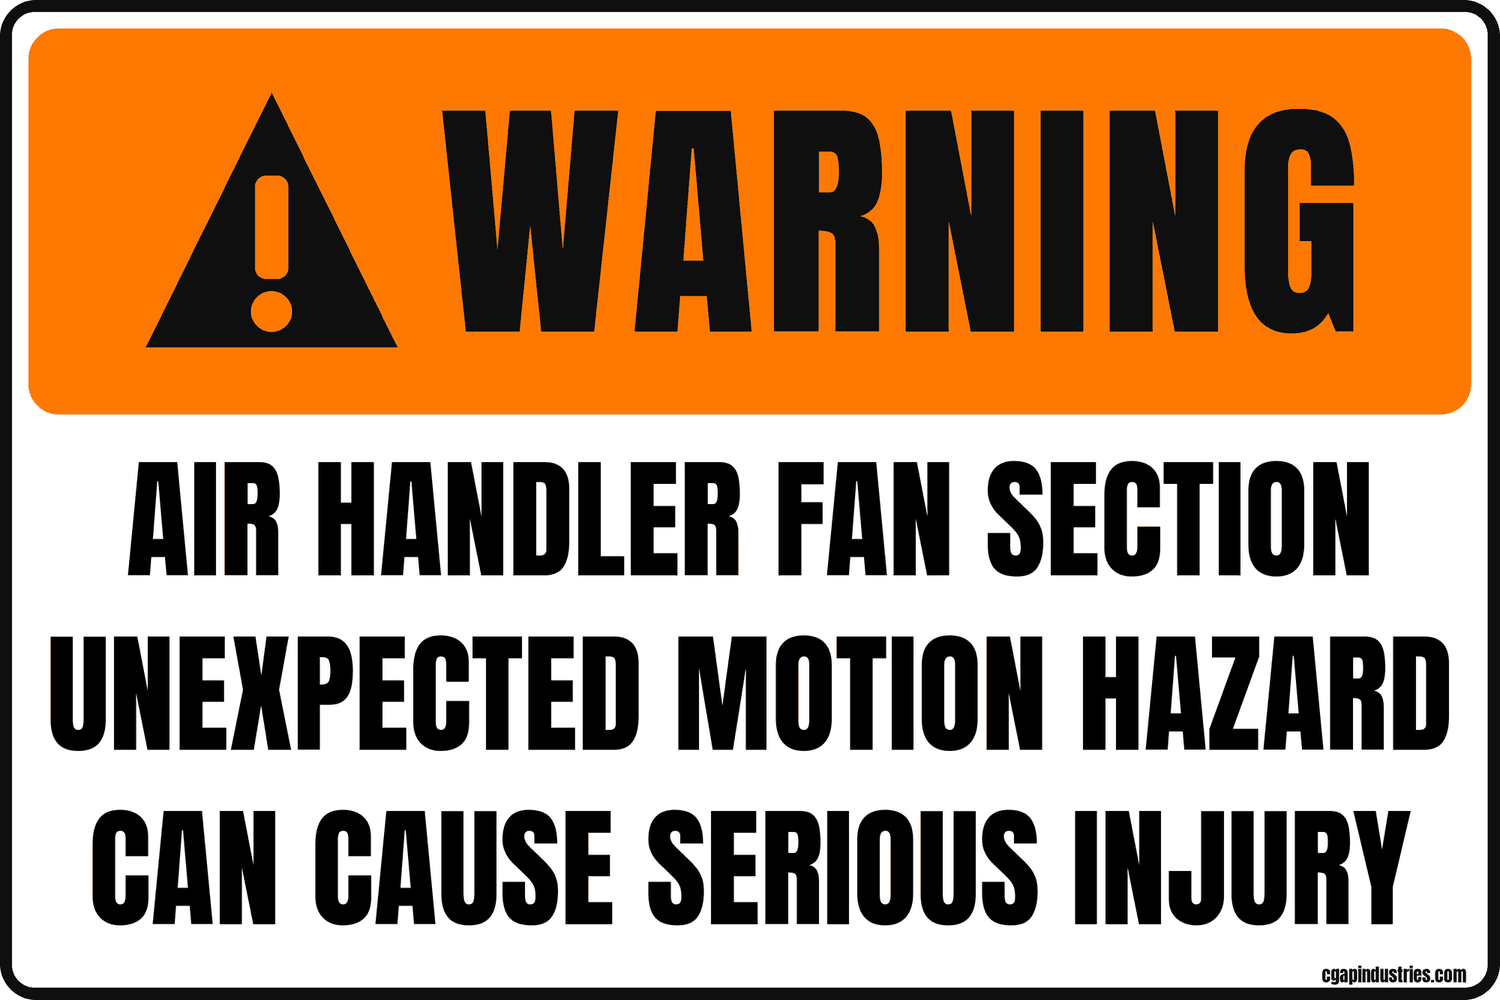 WARNING
AIR HANDLER FAN SECTION
UNEXPECTED MOTION HAZARD
CAN CAUSE SERIOUS INJURY
cgapindustries.com